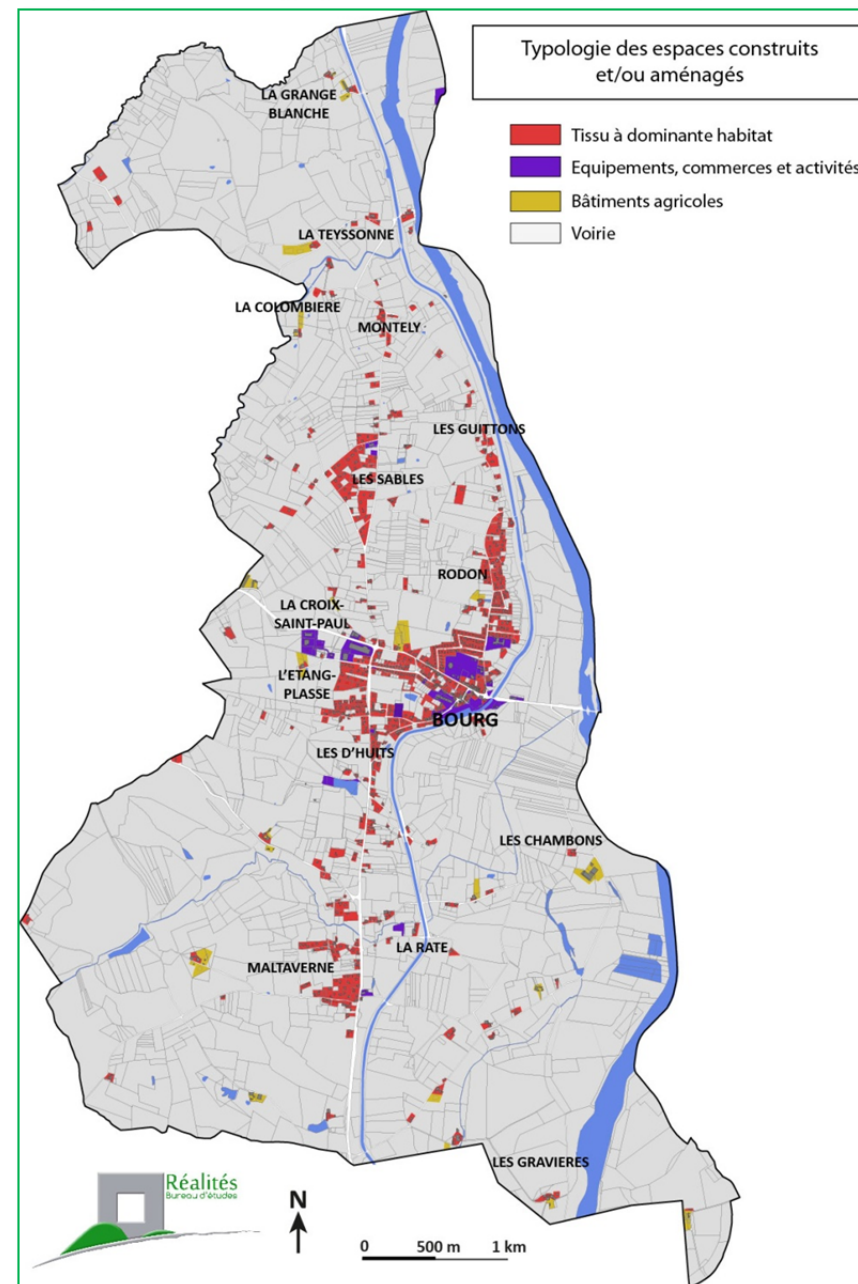 Typologie des espaces construits
et/ou aménagés
Tissu à dominante habitat
Equipements, commerces et activités
Bâtiments agricoles
Voirie
LA GRANGE
BLANCHE
LA TEYSSONNE
LA COLOMBIERE
MONTELY
LES GUITTONS
LES SABLES
RODON
LA CROIX-
SAINT-PAUL
L'ETANG-
PLASSE
BOURG
LES D'HUITS
LES CHAMBONS
LA RATE
MALTAVERNE
LES GRAVIERES
Réalités
Bureau d'études
N
0 500 m 1 km